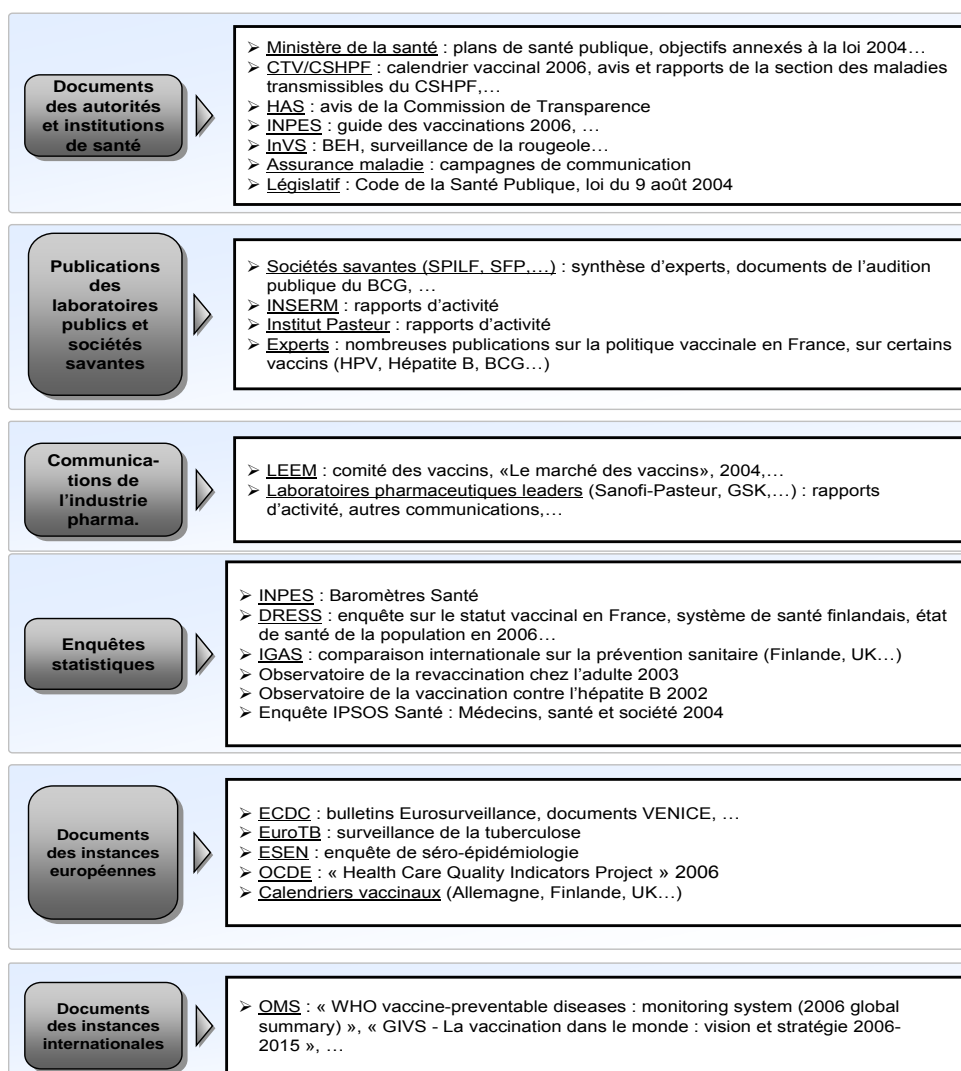 Documents
des autorités
et institutions
de santé
➢ Ministère de la santé : plans de santé publique, objectifs annexés à la loi 2004…
➢ CTV/CSHPF : calendrier vaccinal 2006, avis et rapports de la section des maladies
transmissibles du CSHPF,…
➢ HAS : avis de la Commission de Transparence
➢ INPES : guide des vaccinations 2006, …
➢ InVS : BEH, surveillance de la rougeole…
➢ Assurance maladie : campagnes de communication
➢ Législatif : Code de la Santé Publique, loi du 9 août 2004
Publications
des
laboratoires
publics et
sociétés
savantes
➢ Sociétés savantes (SPILF, SFP,…) : synthèse d'experts, documents de l'audition
publique du BCG, …
➢ INSERM : rapports d'activité
➢ Institut Pasteur : rapports d'activité
➢ Experts : nombreuses publications sur la politique vaccinale en France, sur certains
vaccins (HPV, Hépatite B, BCG…)
Communica-
tions de
l'industrie
pharma.
➢ LEEM : comité des vaccins, «Le marché des vaccins», 2004,…
➢ Laboratoires pharmaceutiques leaders (Sanofi-Pasteur, GSK,…) : rapports
d'activité, autres communications,…
Enquêtes
statistiques
➢ INPES : Baromètres Santé
➢ DRESS : enquête sur le statut vaccinal en France, système de santé finlandais, état
de santé de la population en 2006…
➢ IGAS : comparaison internationale sur la prévention sanitaire (Finlande, UK…)
➢ Observatoire de la revaccination chez l'adulte 2003
➢ Observatoire de la vaccination contre l'hépatite B 2002
➢ Enquête IPSOS Santé : Médecins, santé et société 2004
Documents
des instances
européennes
➢ ECDC : bulletins Eurosurveillance, documents VENICE, …
➢ EuroTB : surveillance de la tuberculose
➢ ESEN : enquête de séro-épidémiologie
➢ OCDE : « Health Care Quality Indicators Project » 2006
➢ Calendriers vaccinaux (Allemagne, Finlande, UK…)
Documents
des instances
internationales
➢ OMS : « WHO vaccine-preventable diseases : monitoring system (2006 global
summary) », « GIVS - La vaccination dans le monde : vision et stratégie 2006-
2015 », …